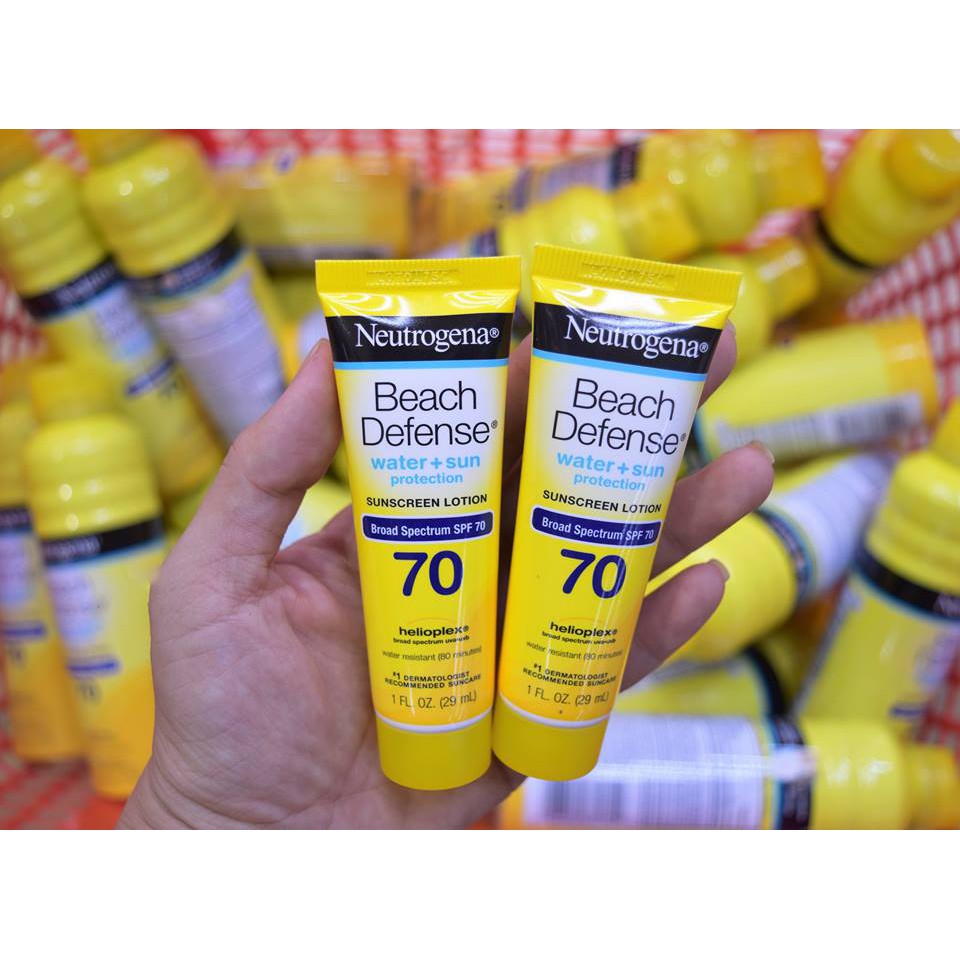 Neutrogena®
Beach
Defense®
water + sun
protection
SUNSCREEN LOTION
Broad Spectrum SPF 70
70
helioplex®
broad spectrum uva•uvb
water resistant (80 minutes)
#1 DERMATOLOGIST
RECOMMENDED SUNCARE
1 FL. OZ. (29 mL)
Neutrogena®
Beach
Defense®
water + sun
protection
SUNSCREEN LOTION
Broad Spectrum SPF 70
70
helioplex®
broad spectrum uva•uvb
water resistant (80 minutes)
#1 DERMATOLOGIST
RECOMMENDED SUNCARE
1 FL. OZ. (29 mL)